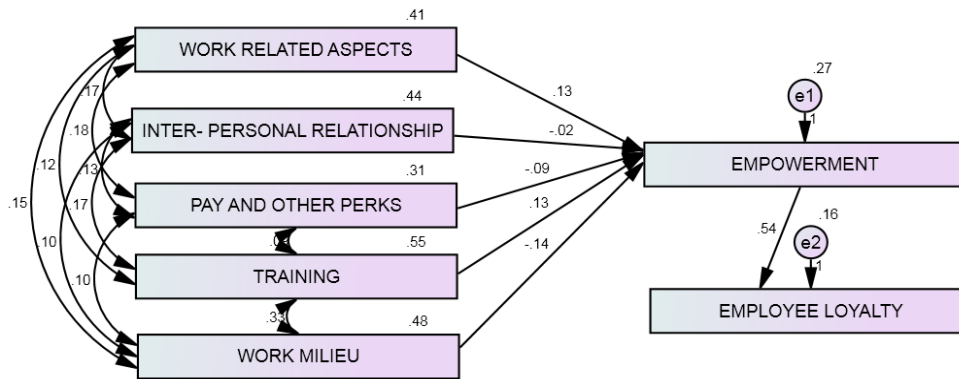 .41
WORK RELATED ASPECTS
.17
.13
.27
e1
1
.44
INTER- PERSONAL RELATIONSHIP
.18
-.02
EMPOWERMENT
.12
.13
.31
PAY AND OTHER PERKS
-.09
.17
.15
.13
.16
e2
1
.54
.10
.55
TRAINING
-.14
.10
EMPLOYEE LOYALTY
.33
.48
WORK MILIEU